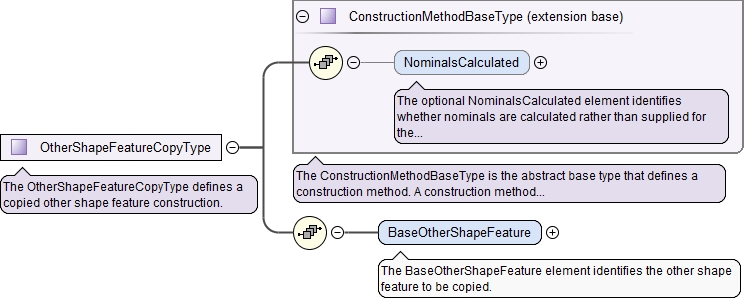 ConstructionMethodBaseType (extension base)
NominalsCalculated
The optional NominalsCalculated element identifies
whether nominals are calculated rather than supplied for
the...
OtherShapeFeatureCopyType
The OtherShapeFeatureCopyType defines a
copied other shape feature construction.
The ConstructionMethodBaseType is the abstract base type that defines a
construction method. A construction method...
BaseOtherShapeFeature
The BaseOtherShapeFeature element identifies the other shape
feature to be copied.